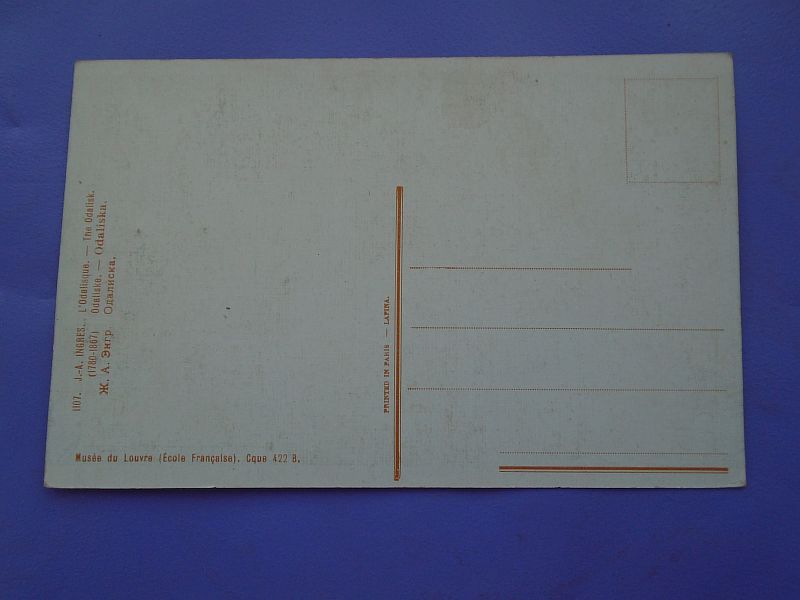 1107. J.-A. INGRES. L'Odalisque. — The Odalisk.
(1780-1867) Odaliske. — Odaliska.
Ж. А. Энгр. Одалиска.
Musée du Louvre (École Française). Cque 422 B.
PRINTED IN PARIS — LAPINA.